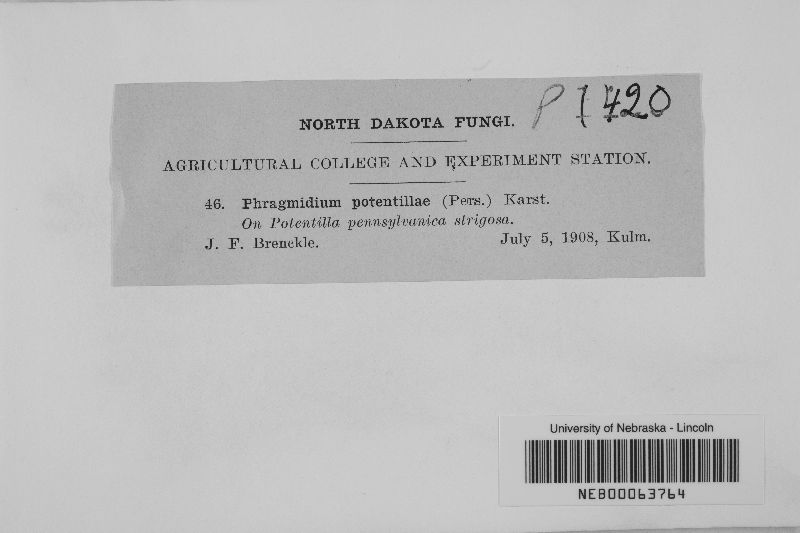 P 1420
NORTH DAKOTA FUNGI.
AGRICULTURAL COLLEGE AND EXPERIMENT STATION.
46. Phragmidium potentillae (Pers.) Karst.
On Potentilla pennsylvanica strigosa.
J. F. Brenckle. July 5, 1908, Kulm.
University of Nebraska - Lincoln
NEB00063764